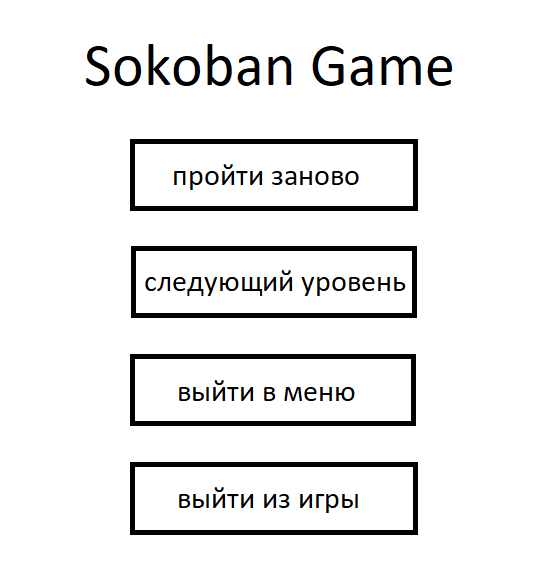 Sokoban Game
пройти заново
следующий уровень
выйти в меню
выйти из игры